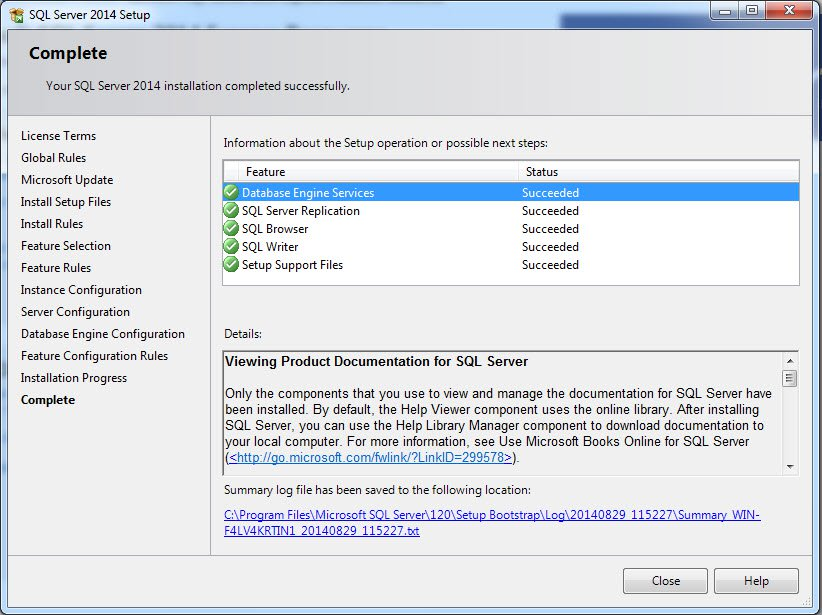 SQL Server 2014 Setup
Complete
Your SQL Server 2014 installation completed successfully.
License Terms
Global Rules
Microsoft Update
Install Setup Files
Install Rules
Feature Selection
Feature Rules
Instance Configuration
Server Configuration
Database Engine Configuration
Feature Configuration Rules
Installation Progress
Complete
Information about the Setup operation or possible next steps:
Feature Status
Database Engine Services Succeeded
SQL Server Replication Succeeded
SQL Browser Succeeded
SQL Writer Succeeded
Setup Support Files Succeeded
Details:
Viewing Product Documentation for SQL Server
Only the components that you use to view and manage the documentation for SQL Server have
been installed. By default, the Help Viewer component uses the online library. After installing
SQL Server, you can use the Help Library Manager component to download documentation to
your local computer. For more information, see Use Microsoft Books Online for SQL Server
(<http://go.microsoft.com/fwlink/?LinkID=299578>).
Summary log file has been saved to the following location:
C:\Program Files\Microsoft SQL Server\120\Setup Bootstrap\Log\20140829_115227\Summary_WIN-
F4LV4KRTIN1_20140829_115227.txt
Close Help